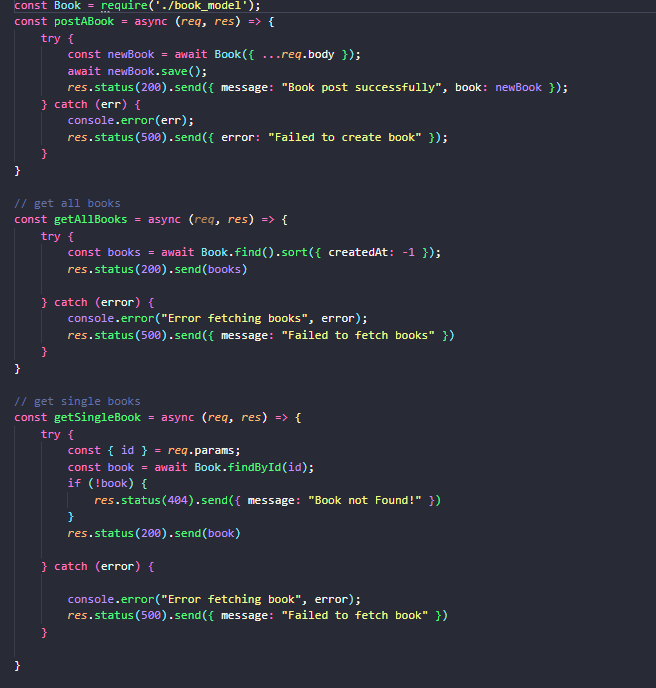 const Book = require('./book_model');
const postABook = async (req, res) => {
    try {
        const newBook = await Book({ ...req.body });
        await newBook.save();
        res.status(200).send({ message: "Book post successfully", book: newBook });
    } catch (err) {
        console.error(err);
        res.status(500).send({ error: "Failed to create book" });
    }
}

// get all books
const getAllBooks = async (req, res) => {
    try {
        const books = await Book.find().sort({ createdAt: -1 });
        res.status(200).send(books)

    } catch (error) {
        console.error("Error fetching books", error);
        res.status(500).send({ message: "Failed to fetch books" })
    }
}

// get single books
const getSingleBook = async (req, res) => {
    try {
        const { id } = req.params;
        const book = await Book.findById(id);
        if (!book) {
            res.status(404).send({ message: "Book not Found!" })
        }
        res.status(200).send(book)

    } catch (error) {

        console.error("Error fetching book", error);
        res.status(500).send({ message: "Failed to fetch book" })
    }

}